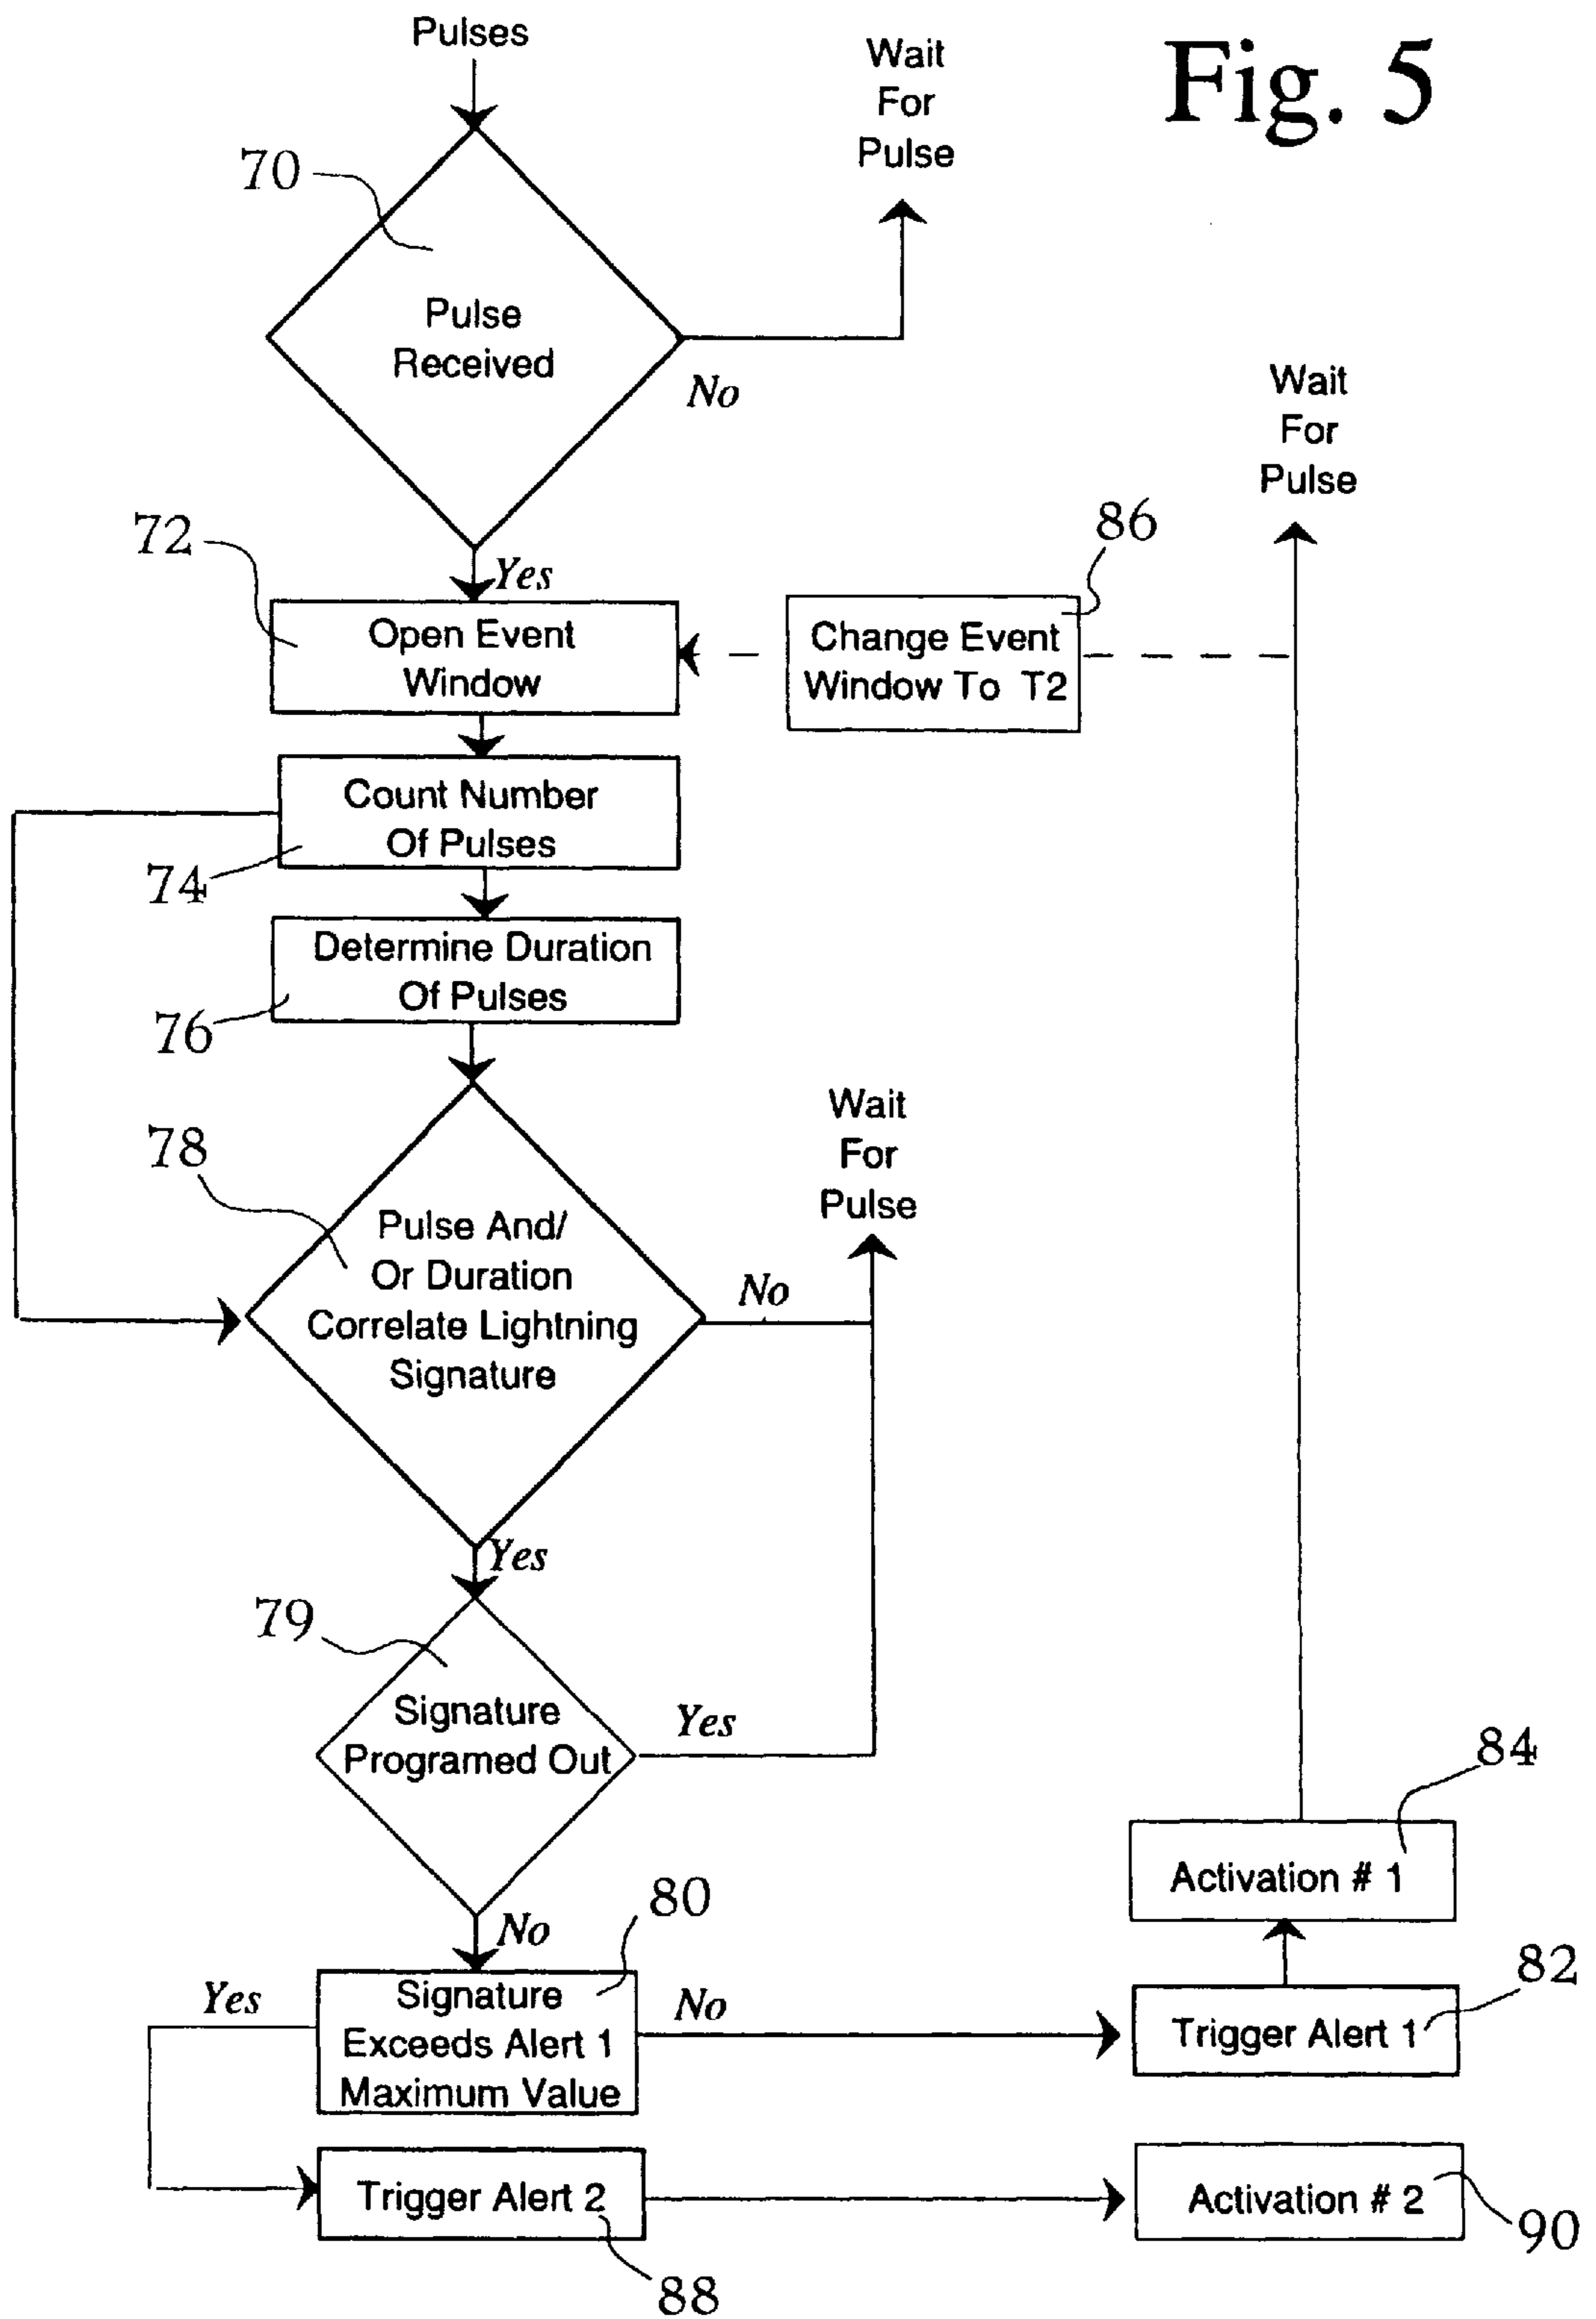 Pulses
Wait
For
Pulse
Fig. 5
70
Pulse
Received
No
Wait
For
Pulse
72
Yes
86
Open Event
Window
Change Event
Window To T2
Count Number
Of Pulses
74
Determine Duration
Of Pulses
76
Wait
For
Pulse
78
Pulse And/
Or Duration
Correlate Lightning
Signature
No
Yes
79
Signature
Programed Out
Yes
84
Activation # 1
80
No
Yes
Signature
Exceeds Alert 1
Maximum Value
No
82
Trigger Alert 1
Trigger Alert 2
Activation # 2
90
88